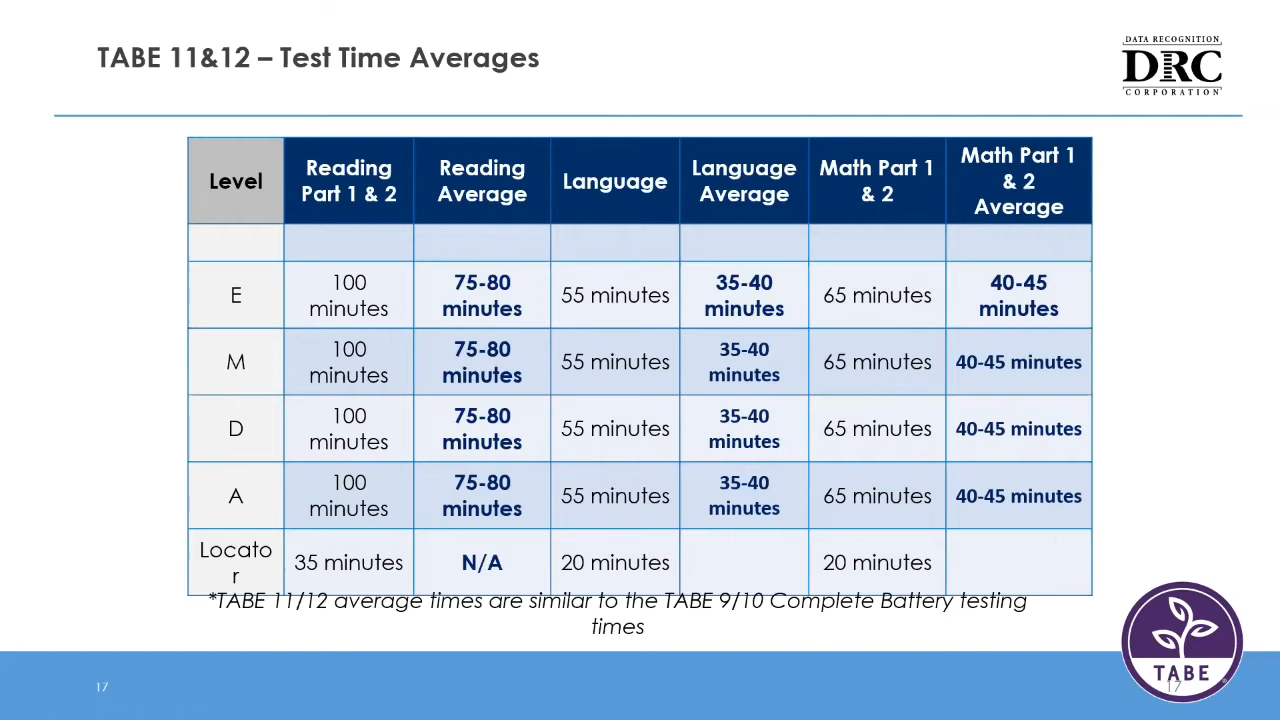 TABE 11&12 – Test Time Averages
DATA RECOGNITION
DRC
CORPORATION
Level
Reading
Part 1 & 2
Reading
Average
Language
Language
Average
Math Part 1
& 2
Math Part 1
& 2
Average
E
100
minutes
75-80
minutes
55 minutes
35-40
minutes
65 minutes
40-45
minutes
M
100
minutes
75-80
minutes
55 minutes
35-40
minutes
65 minutes
40-45 minutes
D
100
minutes
75-80
minutes
55 minutes
35-40
minutes
65 minutes
40-45 minutes
A
100
minutes
75-80
minutes
55 minutes
35-40
minutes
65 minutes
40-45 minutes
Locato
r
35 minutes
N/A
20 minutes
20 minutes
*TABE 11/12 average times are similar to the TABE 9/10 Complete Battery testing
times
17
TABE
®
17